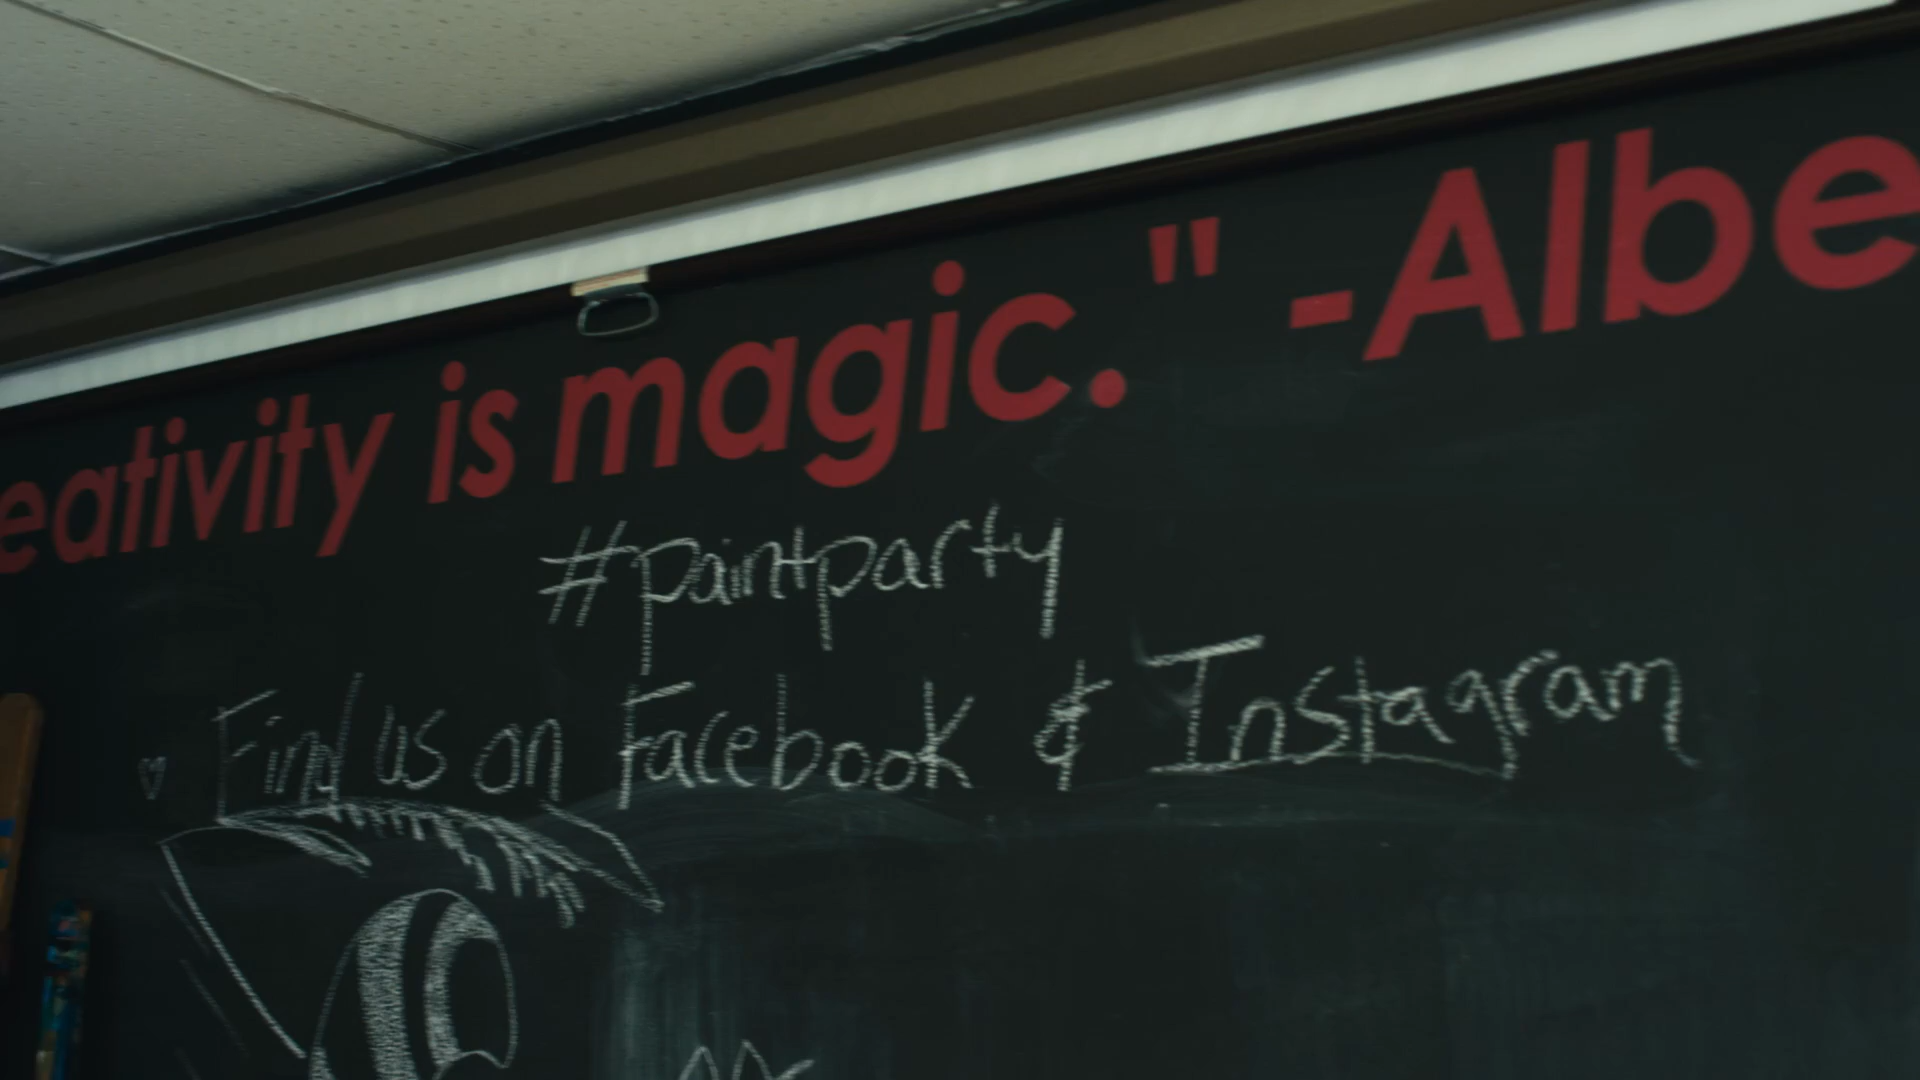 eativity is magic." -Albe
#paintparty
Find us on Facebook & Instagram